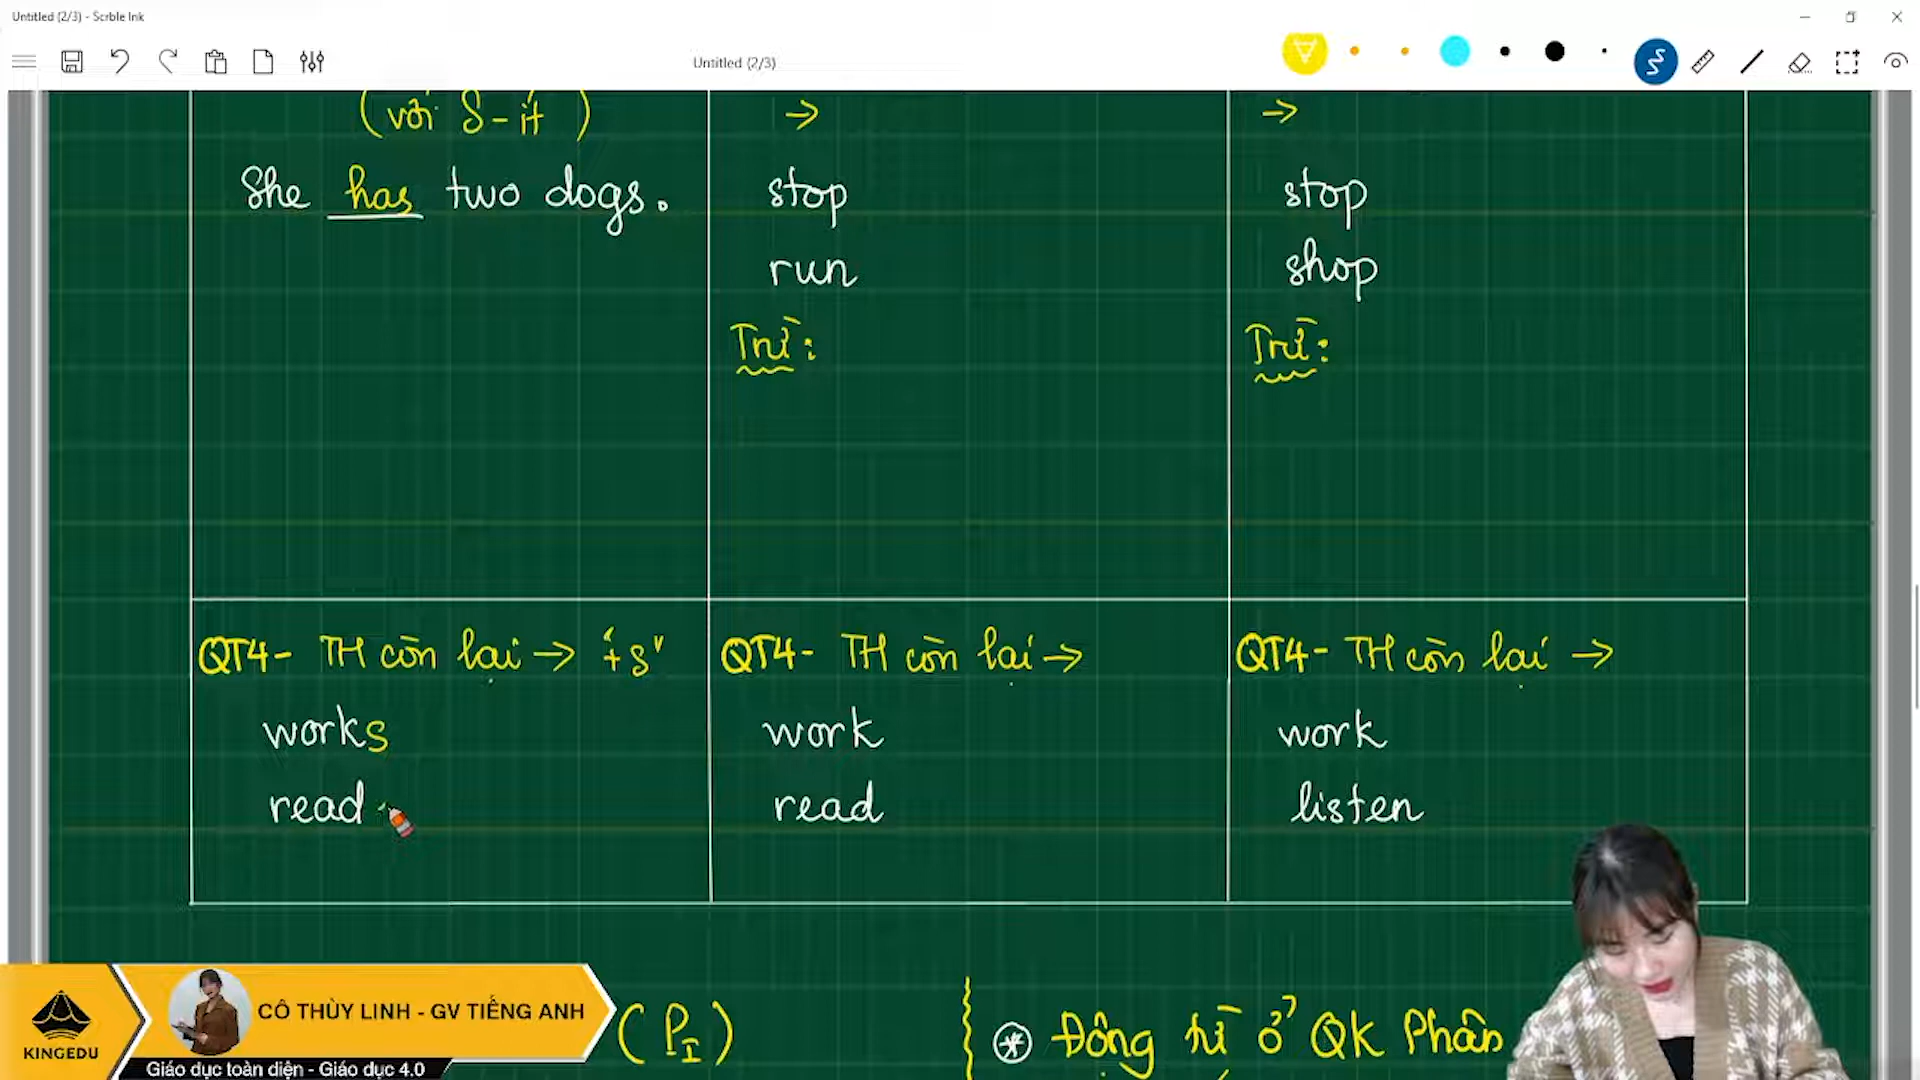 Untitled (2/3) - Scrble Ink
Untitled (2/3)
(với S - ít )
She has two dogs.
→
stop
run
Trừ:
→
stop
shop
Trừ:
QT4- TH còn lại → "+s"
works
read
QT4- TH còn lại →
work
read
QT4- TH còn lại →
work
listen
KINGEDU
CÔ THÙY LINH - GV TIẾNG ANH
Giáo dục toàn diện - Giáo dục 4.0
(PI)
Động từ ở QK Phân